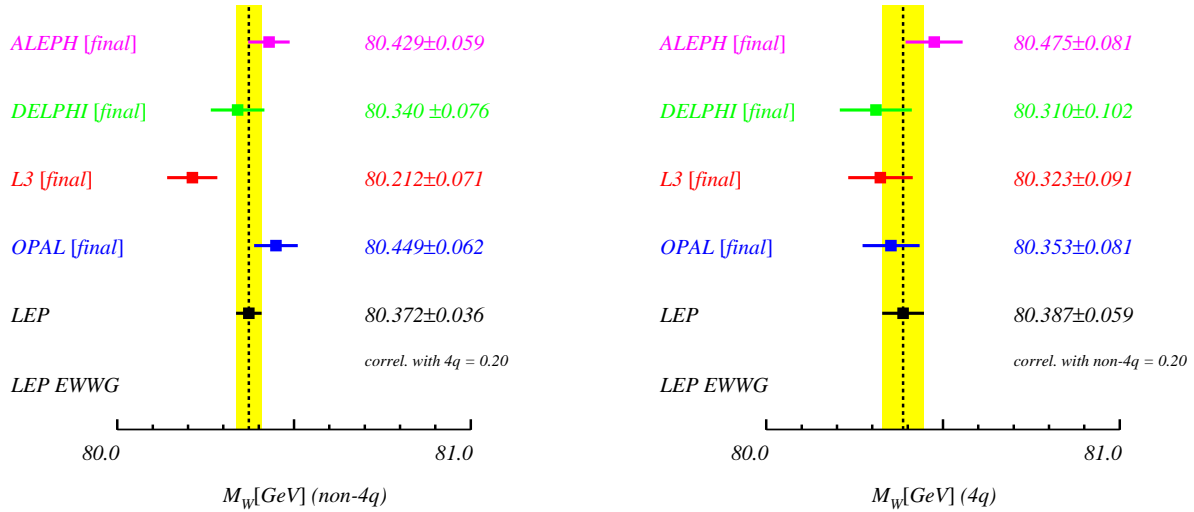 ALEPH [final] 80.429±0.059
DELPHI [final] 80.340 ±0.076
L3 [final] 80.212±0.071
OPAL [final] 80.449±0.062
LEP 80.372±0.036
correl. with 4q = 0.20
LEP EWWG
80.0 81.0
M_W[GeV] (non-4q)
ALEPH [final] 80.475±0.081
DELPHI [final] 80.310±0.102
L3 [final] 80.323±0.091
OPAL [final] 80.353±0.081
LEP 80.387±0.059
correl. with non-4q = 0.20
LEP EWWG
80.0 81.0
M_W[GeV] (4q)